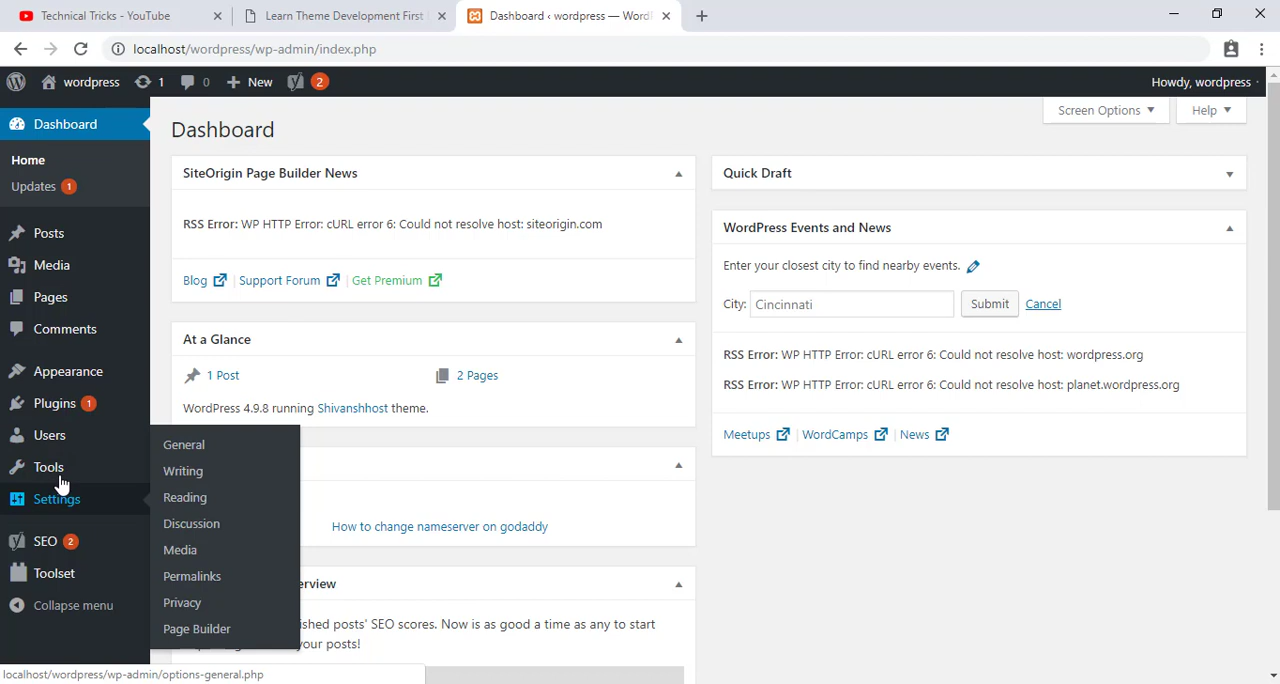 Technical Tricks - YouTube
Learn Theme Development First
Dashboard ‹ wordpress — Word
localhost/wordpress/wp-admin/index.php
wordpress 1 0 New 2
Howdy, wordpress
Dashboard
Home
Updates 1
Posts
Media
Pages
Comments
Appearance
Plugins 1
Users
Tools
Settings
SEO 2
Toolset
Collapse menu
General
Writing
Reading
Discussion
Media
Permalinks
Privacy
Page Builder
Screen Options
Help
Dashboard
SiteOrigin Page Builder News
RSS Error: WP HTTP Error: cURL error 6: Could not resolve host: siteorigin.com
Blog | Support Forum | Get Premium
At a Glance
1 Post
2 Pages
WordPress 4.9.8 running Shivanshhost theme.
How to change nameserver on godaddy
erview
ished posts' SEO scores. Now is as good a time as any to start
your posts!
Quick Draft
WordPress Events and News
Enter your closest city to find nearby events.
City: Cincinnati Submit Cancel
RSS Error: WP HTTP Error: cURL error 6: Could not resolve host: wordpress.org
RSS Error: WP HTTP Error: cURL error 6: Could not resolve host: planet.wordpress.org
Meetups | WordCamps | News
localhost/wordpress/wp-admin/options-general.php